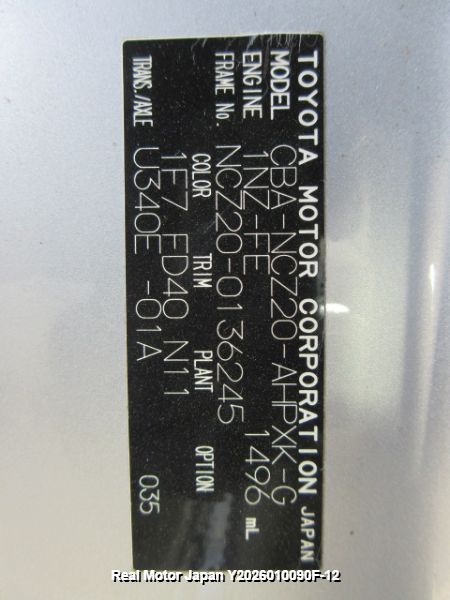 TOYOTA MOTOR CORPORATION JAPAN
MODEL CBA-NCZ20-AHPXK-G
ENGINE 1NZ-FE 1496 mL
FRAME No. NCZ20-0136245
COLOR TRIM PLANT OPTION
1F7 FD40 N11
TRANS./AXLE U340E -01A 035
Real Motor Japan Y2026010090F-12